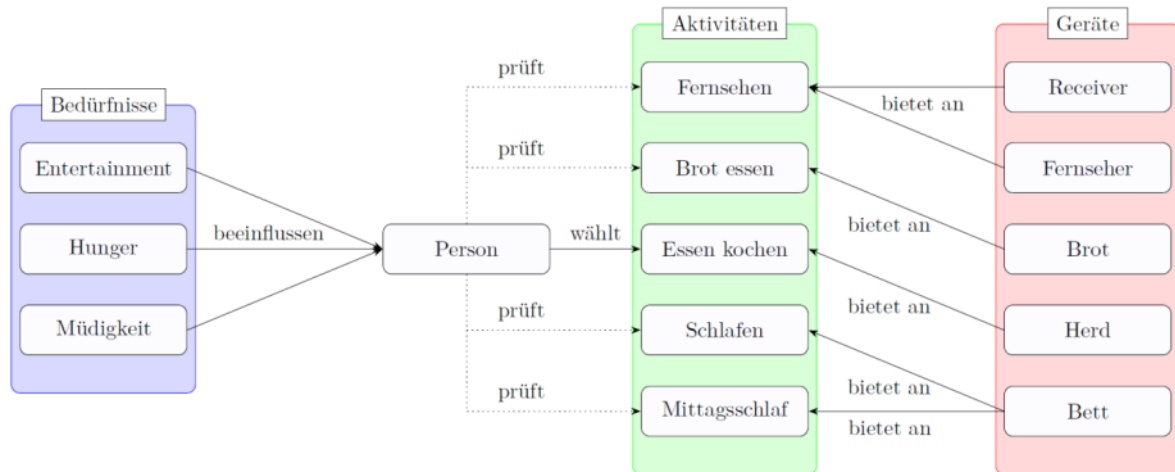 Bedürfnisse
Entertainment
Hunger
Müdigkeit
beeinflussen
Person
prüft
prüft
wählt
prüft
prüft
Aktivitäten
Fernsehen
Brot essen
Essen kochen
Schlafen
Mittagsschlaf
bietet an
bietet an
bietet an
bietet an
bietet an
Geräte
Receiver
Fernseher
Brot
Herd
Bett